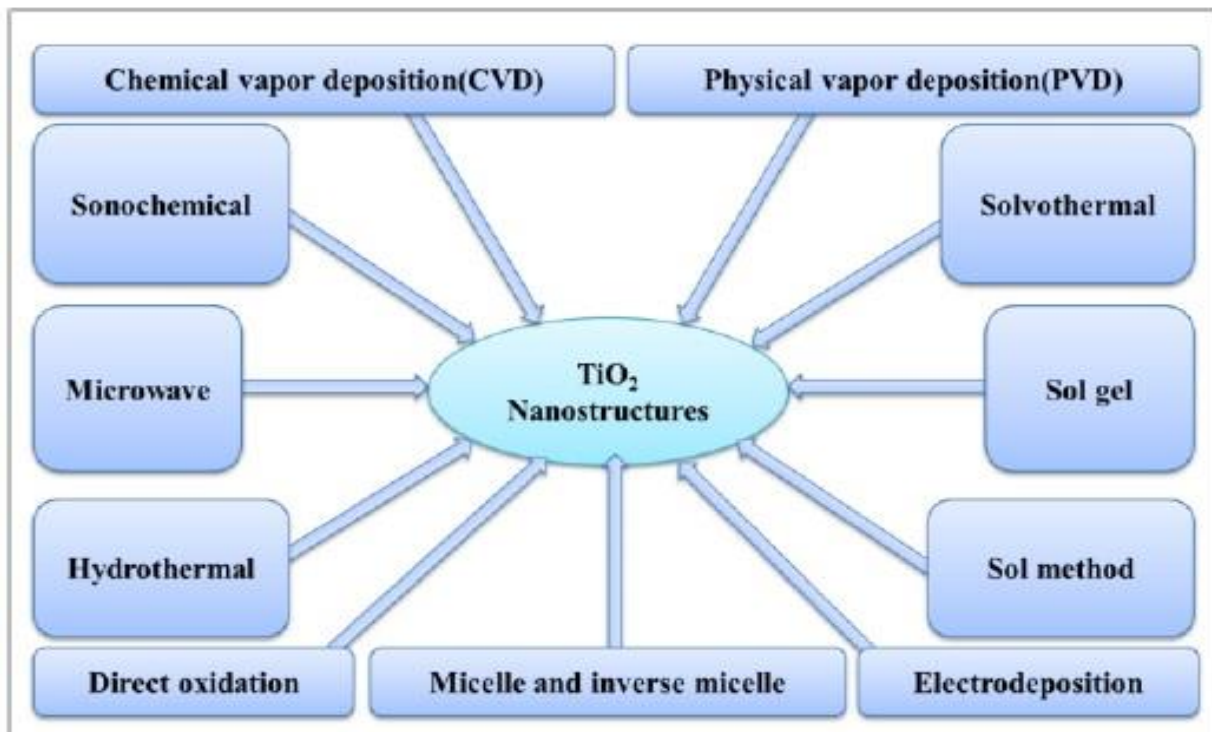 Chemical vapor deposition(CVD)
Physical vapor deposition(PVD)
Sonochemical
Solvothermal
Microwave
TiO₂
Nanostructures
Sol gel
Hydrothermal
Sol method
Direct oxidation
Micelle and inverse micelle
Electrodeposition